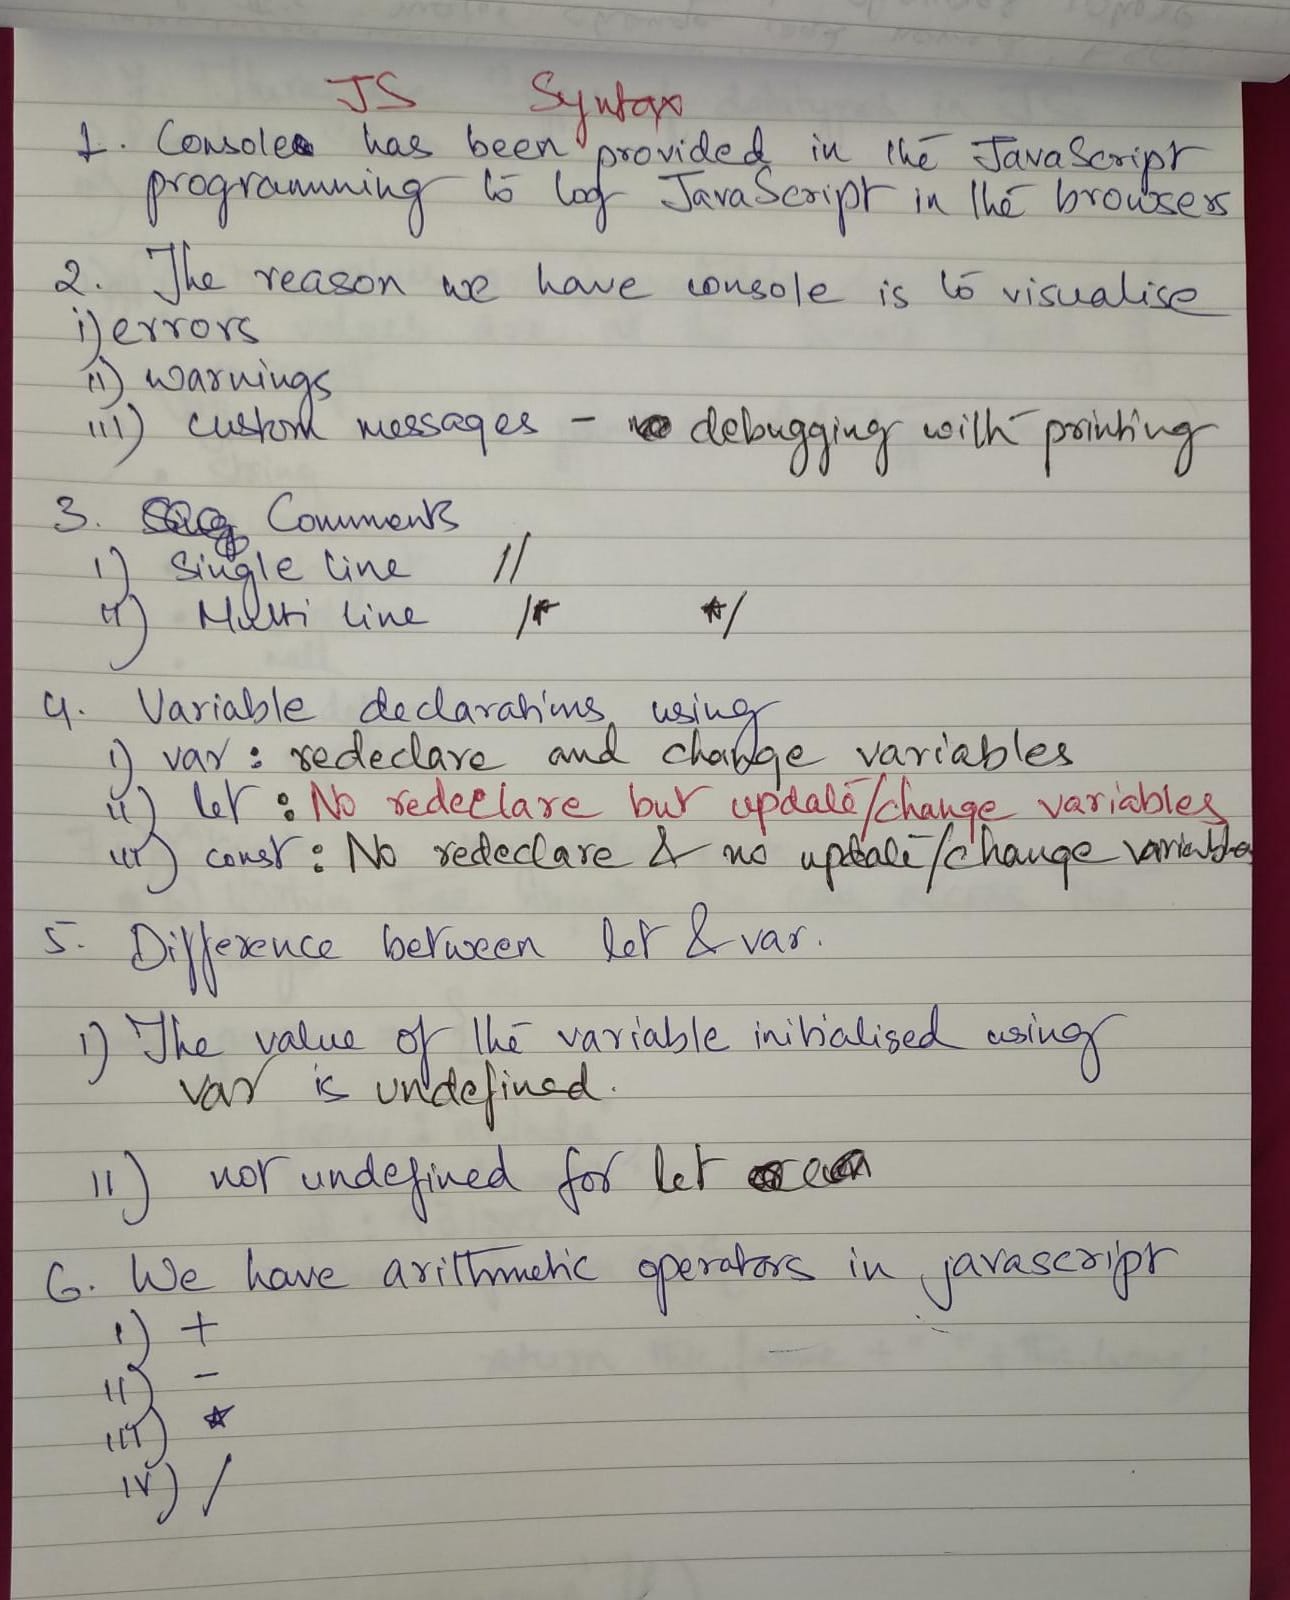 JS Syntax
1. Console has been provided in the JavaScript
programming to log JavaScript in the browsers
2. The reason we have console is to visualise
i) errors
ii) warnings
iii) custom messages - debugging with printing
3. Comments
i) Single line //
ii) Multi line /* */
4. Variable declarations using
i) var : redeclare and change variables
ii) let : No redeclare but update/change variables
iii) const : No redeclare & no update/change variables
5. Difference between let & var.
i) The value of the variable initialised using
var is undefined.
ii) not undefined for let
6. We have arithmetic operators in javascript
i) +
ii) -
iii) *
iv) /